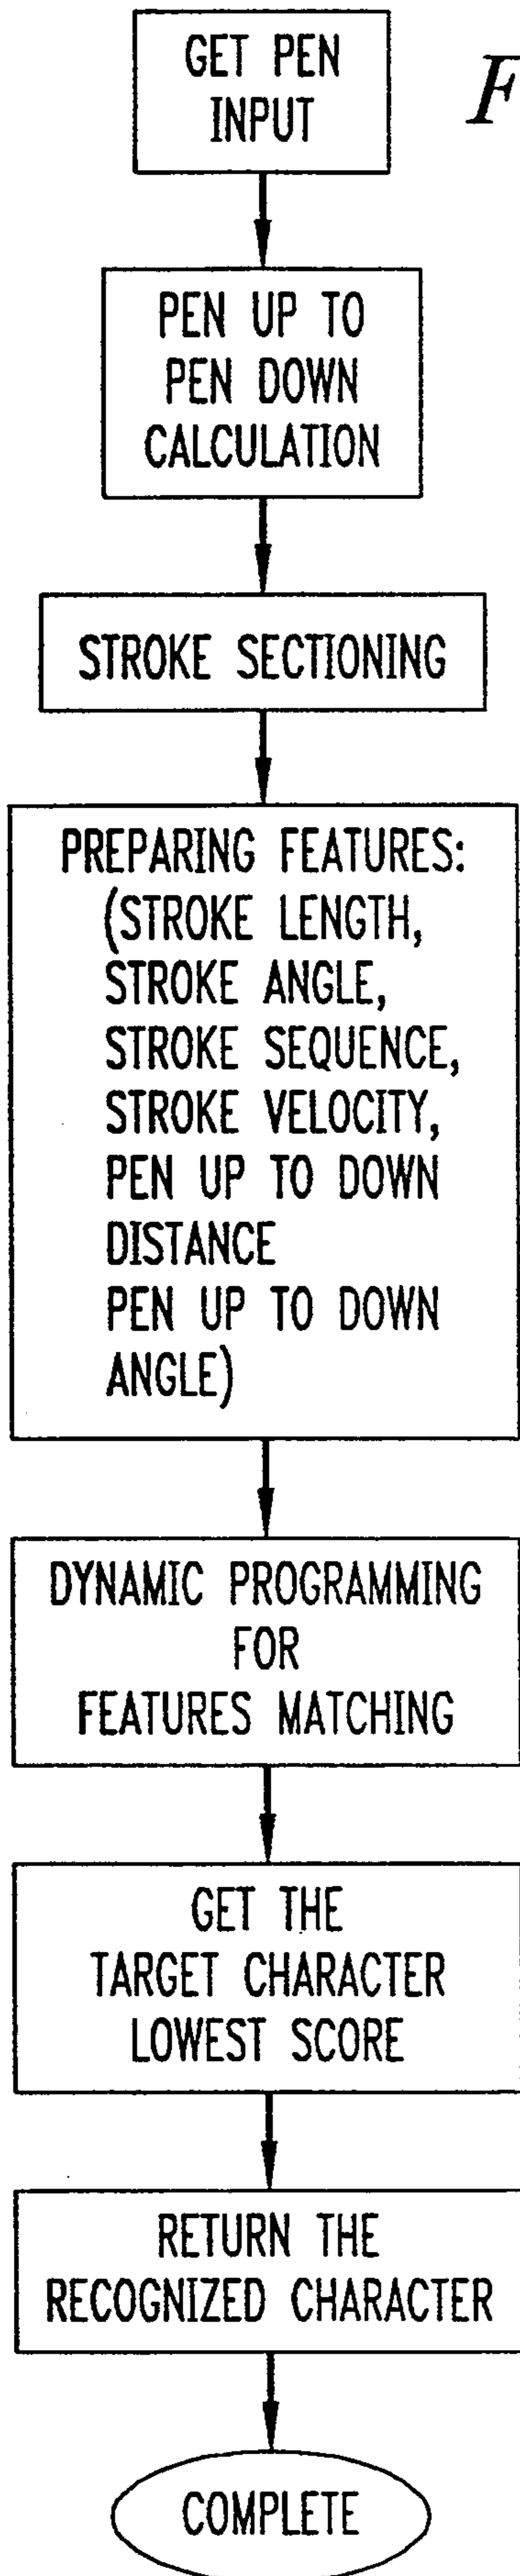 GET PEN
INPUT
F
PEN UP TO
PEN DOWN
CALCULATION
STROKE SECTIONING
PREPARING FEATURES:
(STROKE LENGTH,
STROKE ANGLE,
STROKE SEQUENCE,
STROKE VELOCITY,
PEN UP TO DOWN
DISTANCE
PEN UP TO DOWN
ANGLE)
DYNAMIC PROGRAMMING
FOR
FEATURES MATCHING
GET THE
TARGET CHARACTER
LOWEST SCORE
RETURN THE
RECOGNIZED CHARACTER
COMPLETE